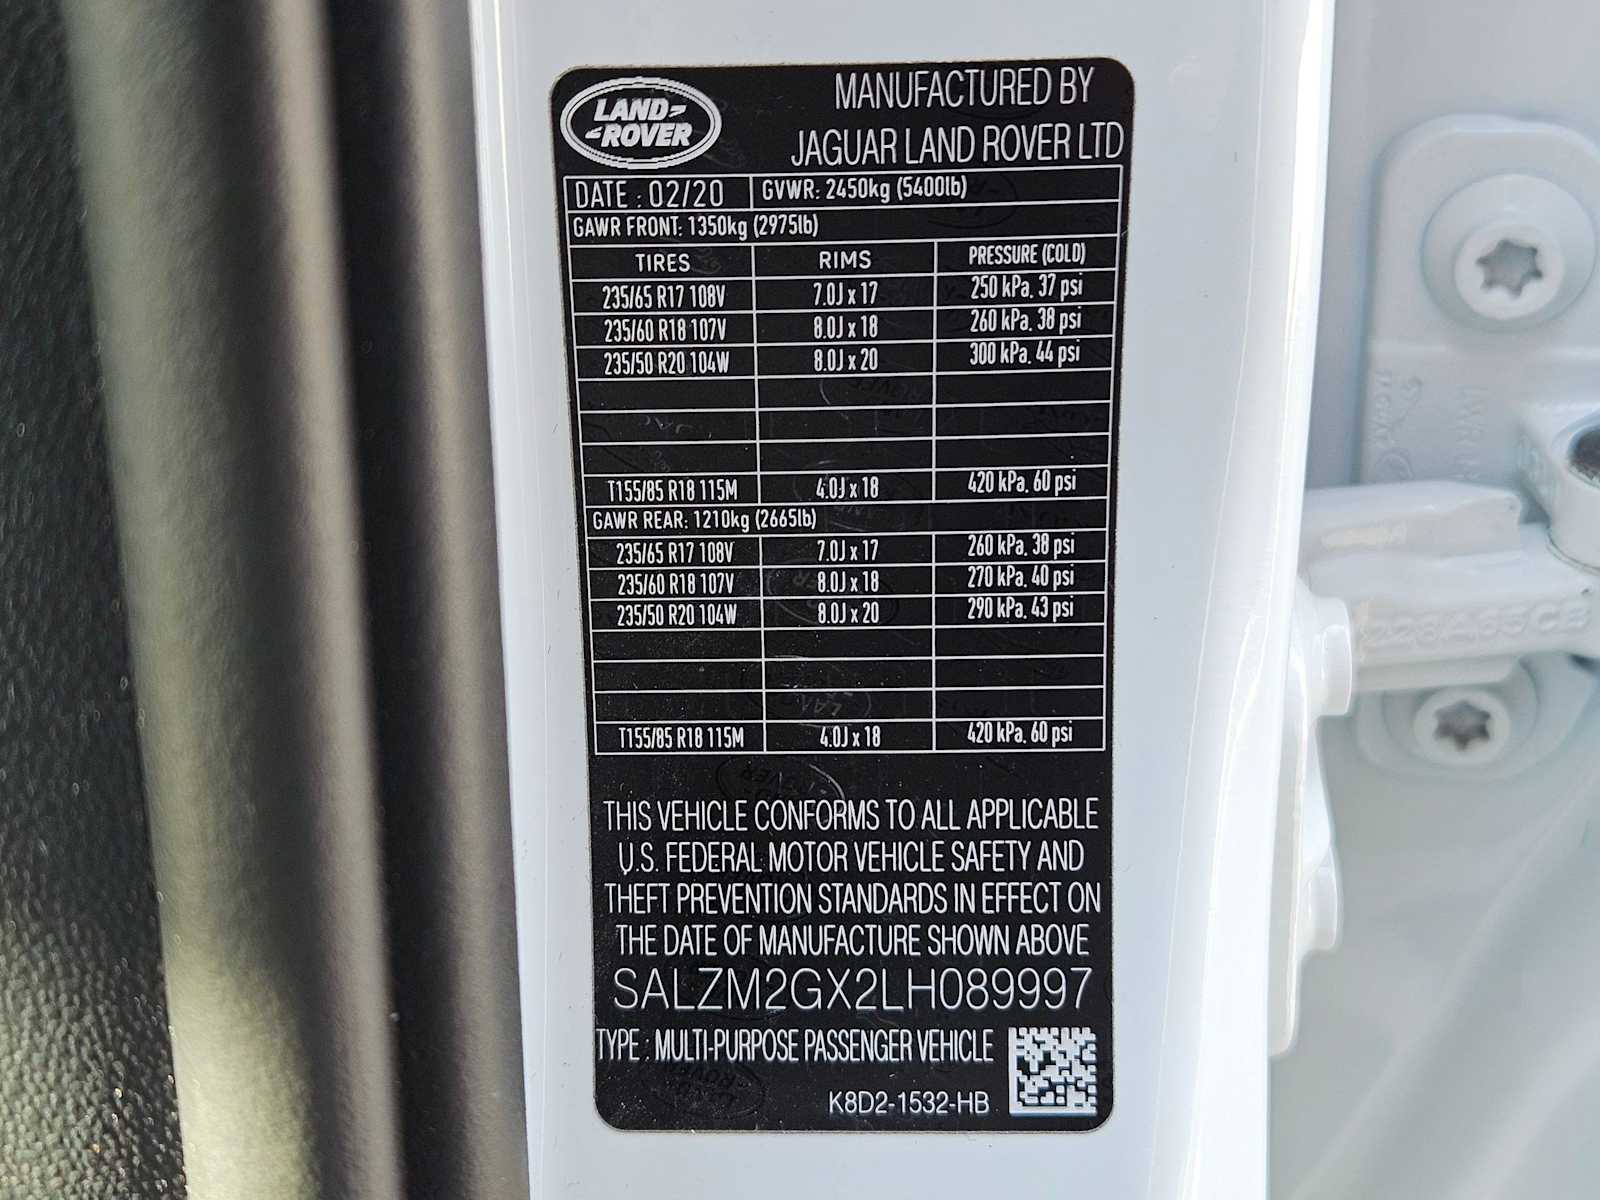 LAND-
-ROVER
MANUFACTURED BY
JAGUAR LAND ROVER LTD
DATE : 02/20 GVWR: 2450kg (5400lb)
GAWR FRONT: 1350kg (2975lb)
TIRES RIMS PRESSURE (COLD)
235/65 R17 108V 7.0J x 17 250 kPa, 37 psi
235/60 R18 107V 8.0J x 18 260 kPa, 38 psi
235/50 R20 104W 8.0J x 20 300 kPa, 44 psi
T155/85 R18 115M 4.0J x 18 420 kPa, 60 psi
GAWR REAR: 1210kg (2665lb)
235/65 R17 108V 7.0J x 17 260 kPa, 38 psi
235/60 R18 107V 8.0J x 18 270 kPa, 40 psi
235/50 R20 104W 8.0J x 20 290 kPa, 43 psi
T155/85 R18 115M 4.0J x 18 420 kPa, 60 psi
THIS VEHICLE CONFORMS TO ALL APPLICABLE
U.S. FEDERAL MOTOR VEHICLE SAFETY AND
THEFT PREVENTION STANDARDS IN EFFECT ON
THE DATE OF MANUFACTURE SHOWN ABOVE
SALZM2GX2LH089997
TYPE : MULTI-PURPOSE PASSENGER VEHICLE
K8D2-1532-HB